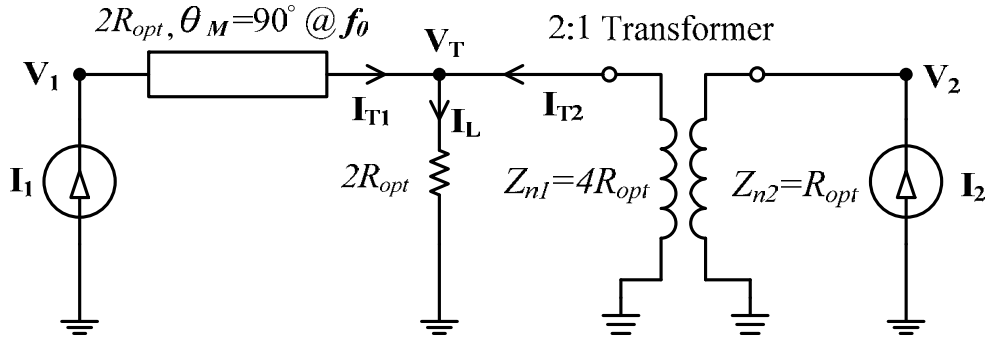 2R_opt, θ_M=90° @f_0
V_T
2:1 Transformer
V_1
V_2
I_T1
I_L
I_T2
I_1
2R_opt
Z_n1=4R_opt
Z_n2=R_opt
I_2